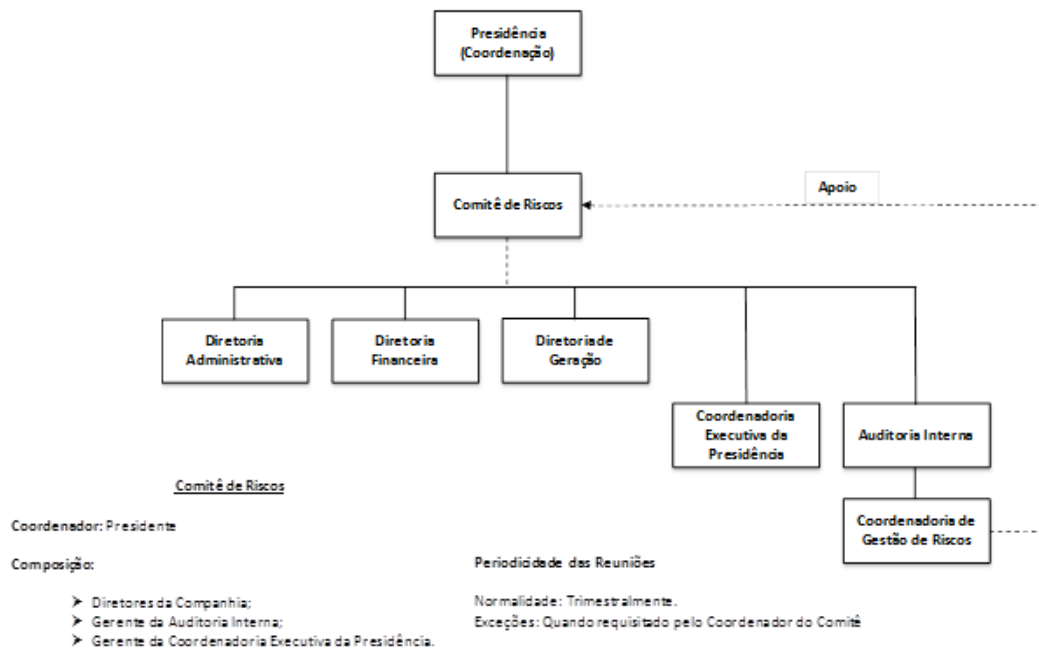 Presidência
(Coordenação)
Comitê de Riscos
Apoio
Diretoria
Administrativa
Diretoria
Financeira
Diretoria de
Geração
Coordenadoria
Executiva da
Presidência
Auditoria Interna
Coordenadoria de
Gestão de Riscos
Comitê de Riscos
Coordenador: Presidente
Composição:
➤ Diretores da Companhia;
➤ Gerente da Auditoria Interna;
➤ Gerente da Coordenadoria Executiva da Presidência.
Periodicidade das Reuniões
Normalidade: Trimestralmente.
Exceções: Quando requisitado pelo Coordenador do Comitê